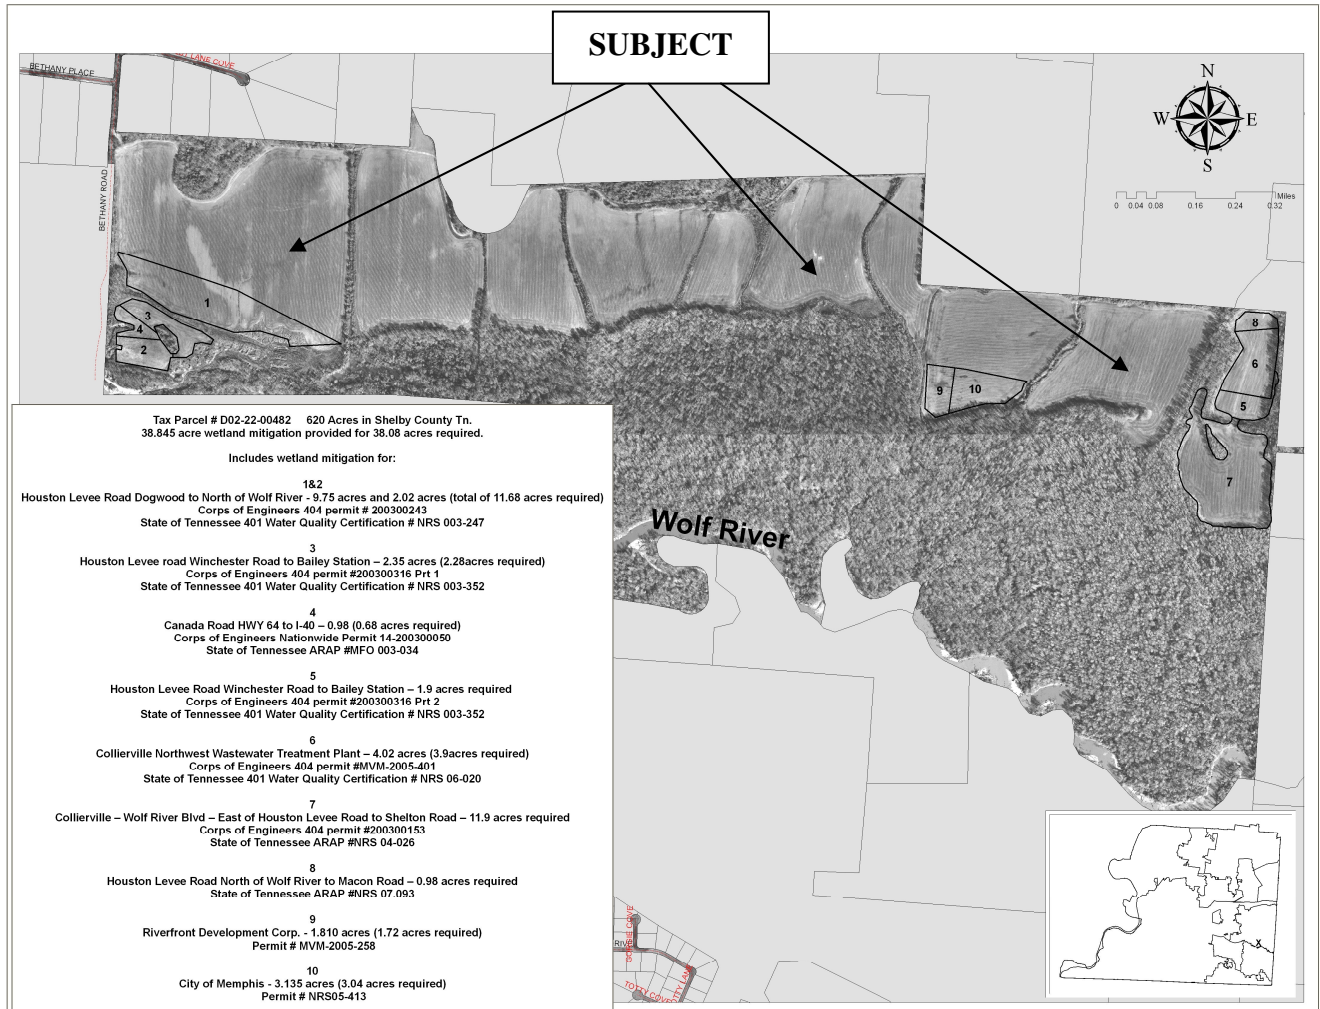 SUBJECT
BETHANY PLACE
LANE COVE
N
W E
S
BETHANY ROAD
Miles
0 0.04 0.08 0.16 0.24 0.32
1
3
4
2
8
6
5
9 10
7
Wolf River
Tax Parcel # D02-22-00482 620 Acres in Shelby County Tn.
38.845 acre wetland mitigation provided for 38.08 acres required.
Includes wetland mitigation for:
1&2
Houston Levee Road Dogwood to North of Wolf River - 9.75 acres and 2.02 acres (total of 11.68 acres required)
Corps of Engineers 404 permit # 200300243
State of Tennessee 401 Water Quality Certification # NRS 003-247
3
Houston Levee road Winchester Road to Bailey Station – 2.35 acres (2.28acres required)
Corps of Engineers 404 permit #200300316 Prt 1
State of Tennessee 401 Water Quality Certification # NRS 003-352
4
Canada Road HWY 64 to I-40 – 0.98 (0.68 acres required)
Corps of Engineers Nationwide Permit 14-200300050
State of Tennessee ARAP #MFO 003-034
5
Houston Levee Road Winchester Road to Bailey Station – 1.9 acres required
Corps of Engineers 404 permit #200300316 Prt 2
State of Tennessee 401 Water Quality Certification # NRS 003-352
6
Collierville Northwest Wastewater Treatment Plant – 4.02 acres (3.9acres required)
Corps of Engineers 404 permit #MVM-2005-401
State of Tennessee 401 Water Quality Certification # NRS 06-020
7
Collierville – Wolf River Blvd – East of Houston Levee Road to Shelton Road – 11.9 acres required
Corps of Engineers 404 permit #200300153
State of Tennessee ARAP #NRS 04-026
8
Houston Levee Road North of Wolf River to Macon Road – 0.98 acres required
State of Tennessee ARAP #NRS 07.093
9
Riverfront Development Corp. - 1.810 acres (1.72 acres required)
Permit # MVM-2005-258
10
City of Memphis - 3.135 acres (3.04 acres required)
Permit # NRS05-413
RIVE
COVE
TOTTY COVE
TTY LANE
X